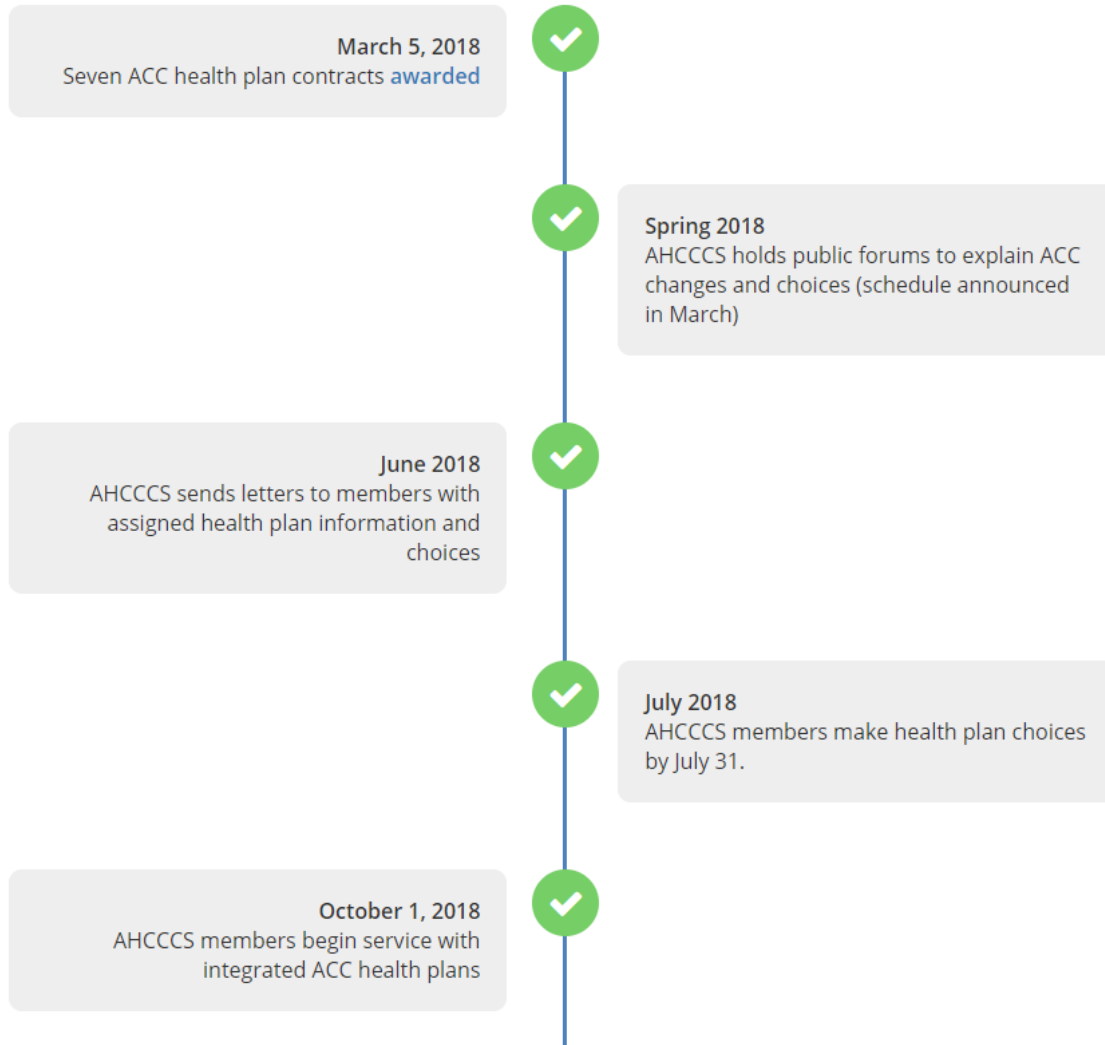 March 5, 2018
Seven ACC health plan contracts awarded
Spring 2018
AHCCCS holds public forums to explain ACC
changes and choices (schedule announced
in March)
June 2018
AHCCCS sends letters to members with
assigned health plan information and
choices
July 2018
AHCCCS members make health plan choices
by July 31.
October 1, 2018
AHCCCS members begin service with
integrated ACC health plans